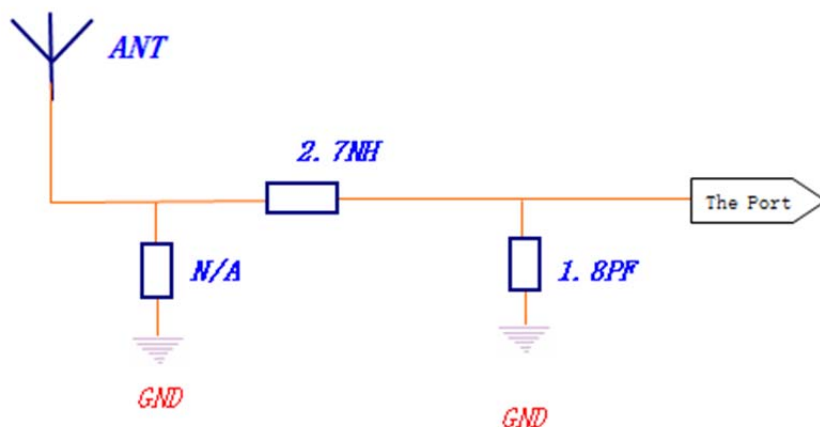 ANT
2. 7NH
The Port
N/A
1. 8PF
GND
GND